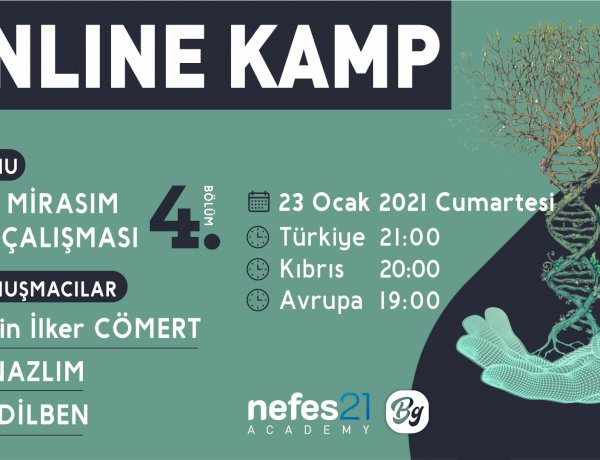 NLINE KAMP
NU
MİRASIM
ÇALIŞMASI
4.
BÖLÜM
23 Ocak 2021 Cumartesi
Türkiye 21:00
Kıbrıs 20:00
Avrupa 19:00
NUŞMACILAR
in İlker CÖMERT
NAZLIM
DİLBEN
nefes21
ACADEMY
Bg